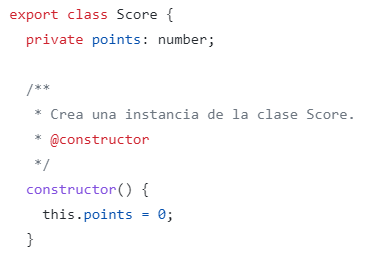 export class Score {
  private points: number;

  /**
   * Crea una instancia de la clase Score.
   * @constructor
   */
  constructor() {
    this.points = 0;
  }